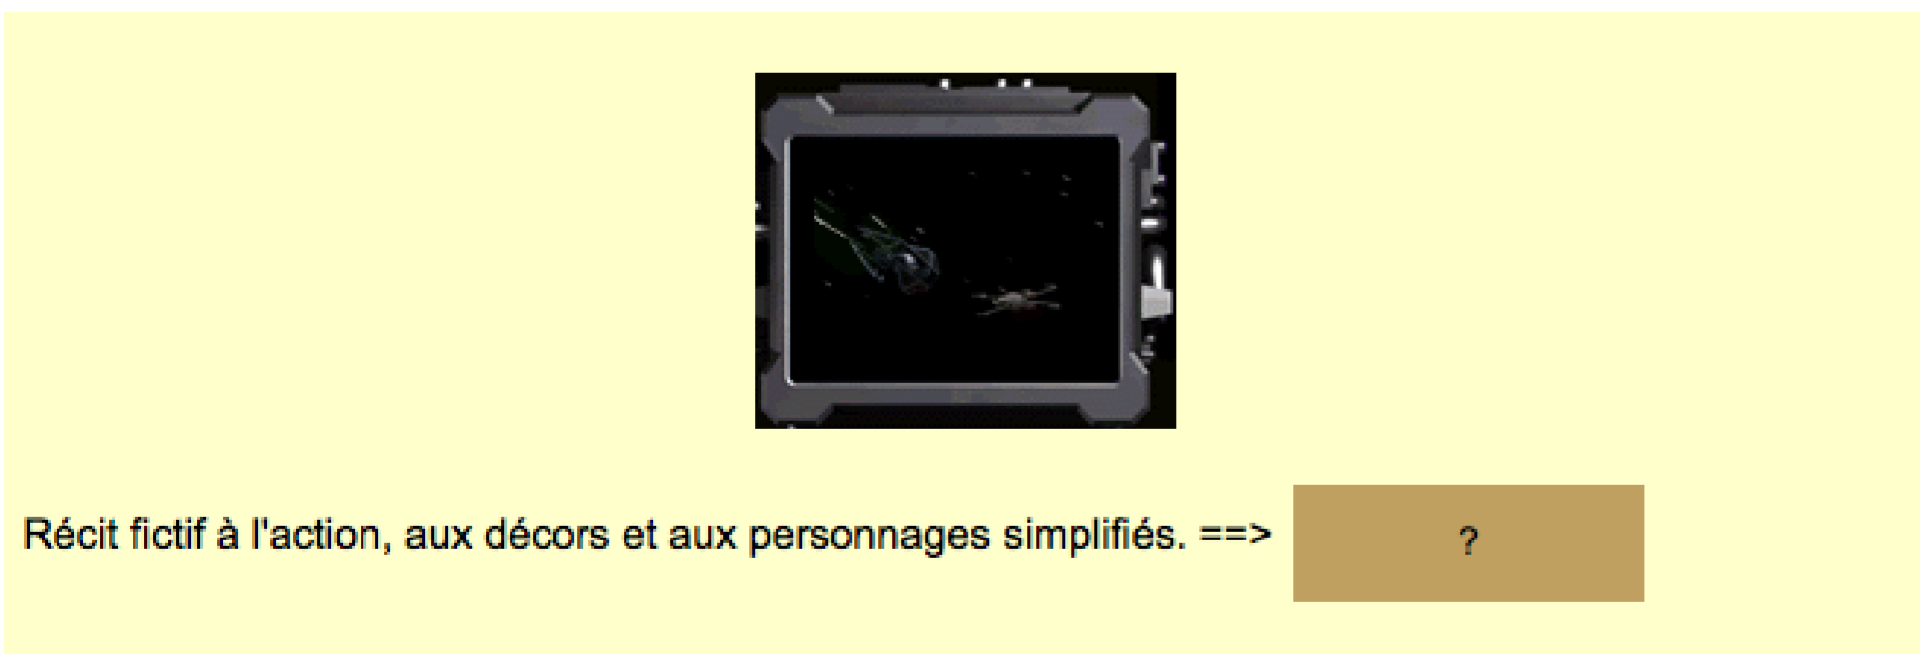 Récit fictif à l'action, aux décors et aux personnages simplifiés. ==> ?